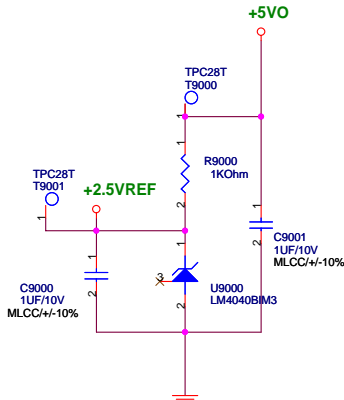 +5VO
TPC28T
T9000
1
1
R9000
1KOhm
2
TPC28T
T9001
1
+2.5VREF
1
C9001
1UF/10V
MLCC/+/-10%
2
1
C9000
1UF/10V
MLCC/+/-10%
2
1
3
U9000
LM4040BIM3
2